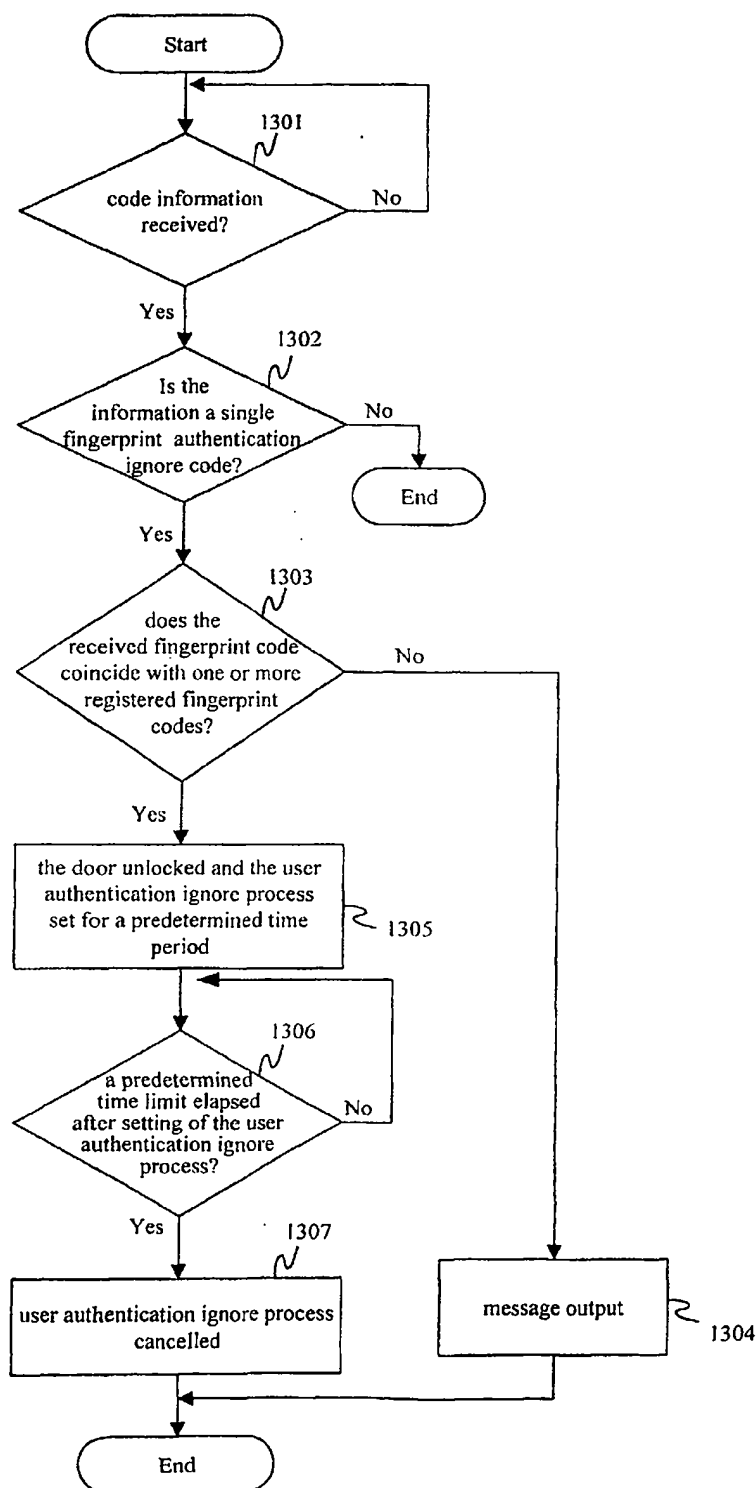 Start
1301
code information
received?
No
Yes
1302
Is the
information a single
fingerprint authentication
ignore code?
No
End
Yes
1303
does the
received fingerprint code
coincide with one or more
registered fingerprint
codes?
No
Yes
the door unlocked and the user
authentication ignore process
set for a predetermined time
period
1305
1306
a predetermined
time limit elapsed
after setting of the user
authentication ignore
process?
No
Yes
1307
user authentication ignore process
cancelled
message output
1304
End